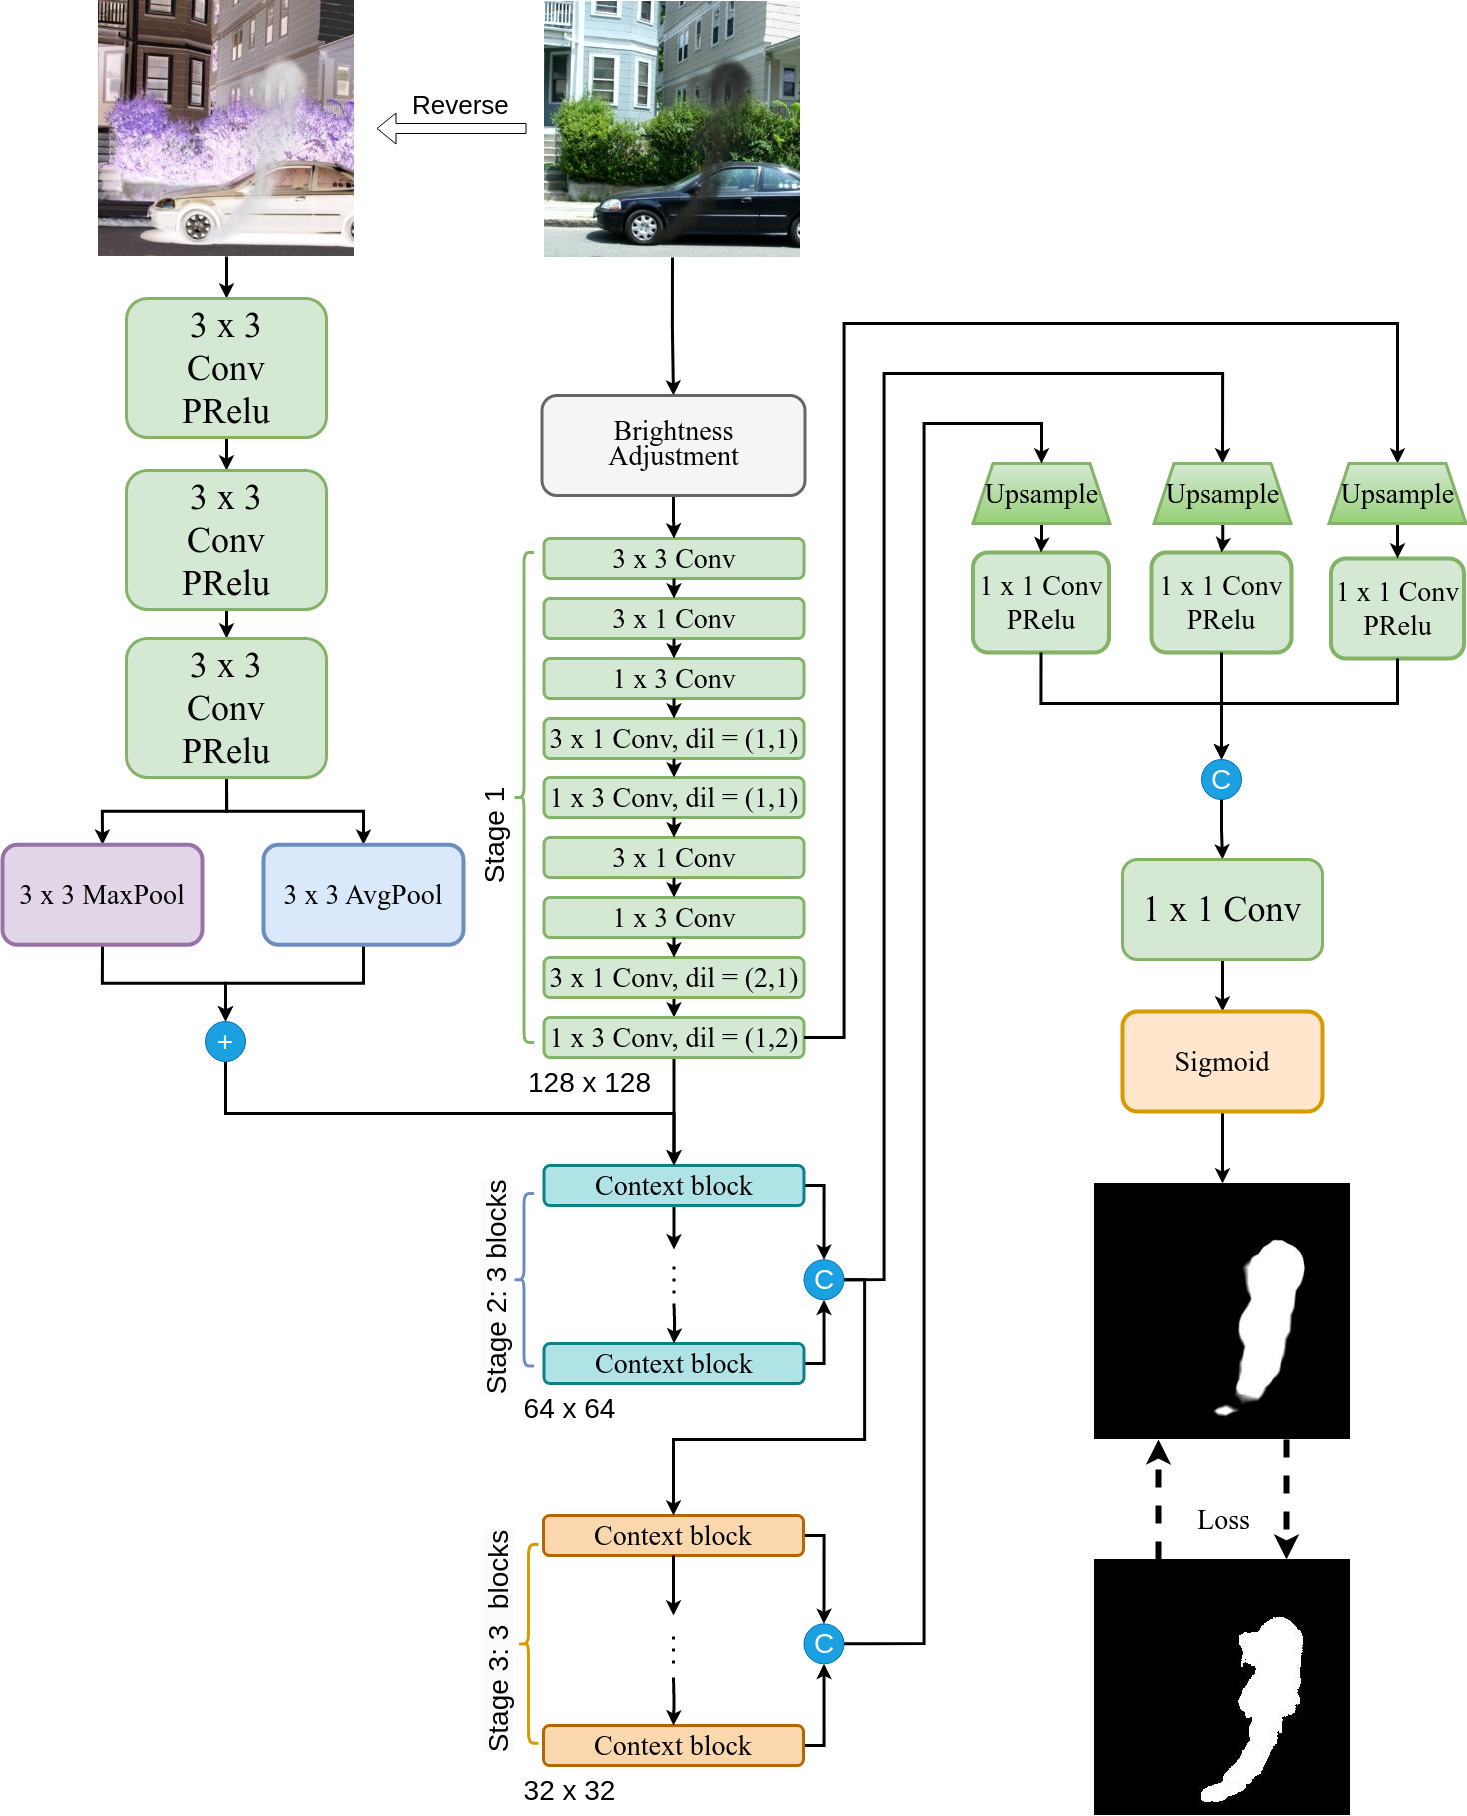 Reverse
3 x 3
Conv
PRelu
3 x 3
Conv
PRelu
3 x 3
Conv
PRelu
3 x 3 MaxPool
3 x 3 AvgPool
+
Brightness
Adjustment
Stage 1
3 x 3 Conv
3 x 1 Conv
1 x 3 Conv
3 x 1 Conv, dil = (1,1)
1 x 3 Conv, dil = (1,1)
3 x 1 Conv
1 x 3 Conv
3 x 1 Conv, dil = (2,1)
1 x 3 Conv, dil = (1,2)
128 x 128
Stage 2: 3 blocks
Context block
C
Context block
64 x 64
Stage 3: 3 blocks
Context block
C
Context block
32 x 32
Upsample
Upsample
Upsample
1 x 1 Conv
PRelu
1 x 1 Conv
PRelu
1 x 1 Conv
PRelu
C
1 x 1 Conv
Sigmoid
Loss